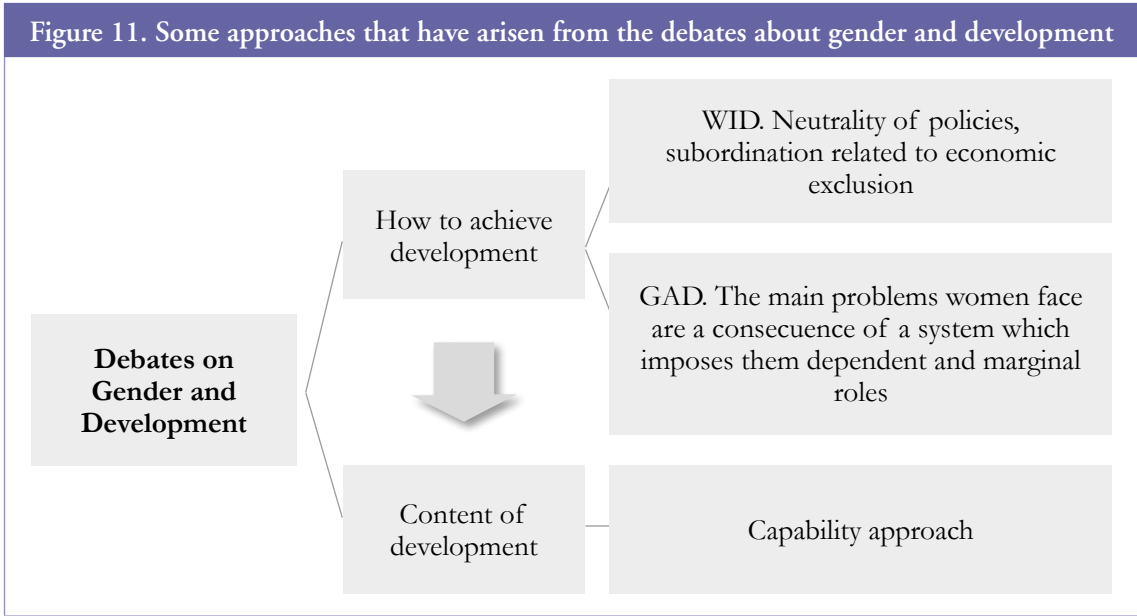 Figure 11. Some approaches that have arisen from the debates about gender and development
WID. Neutrality of policies,
subordination related to economic
exclusion
How to achieve
development
GAD. The main problems women face
are a consecuence of a system which
imposes them dependent and marginal
roles
Debates on
Gender and
Development
Content of
development
Capability approach